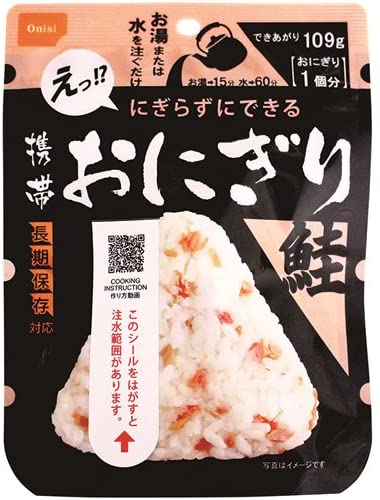 Onisi
お湯または
水を注ぐだけ
できあがり 109g
おにぎり
1個分
お湯➡15分 水➡60分
えっ!?
にぎらずにできる
携帯
おにぎり
鮭
長期保存
対応
COOKING
INSTRUCTION
作り方動画
このシールをはがすと
注水範囲があります。
写真はイメージです